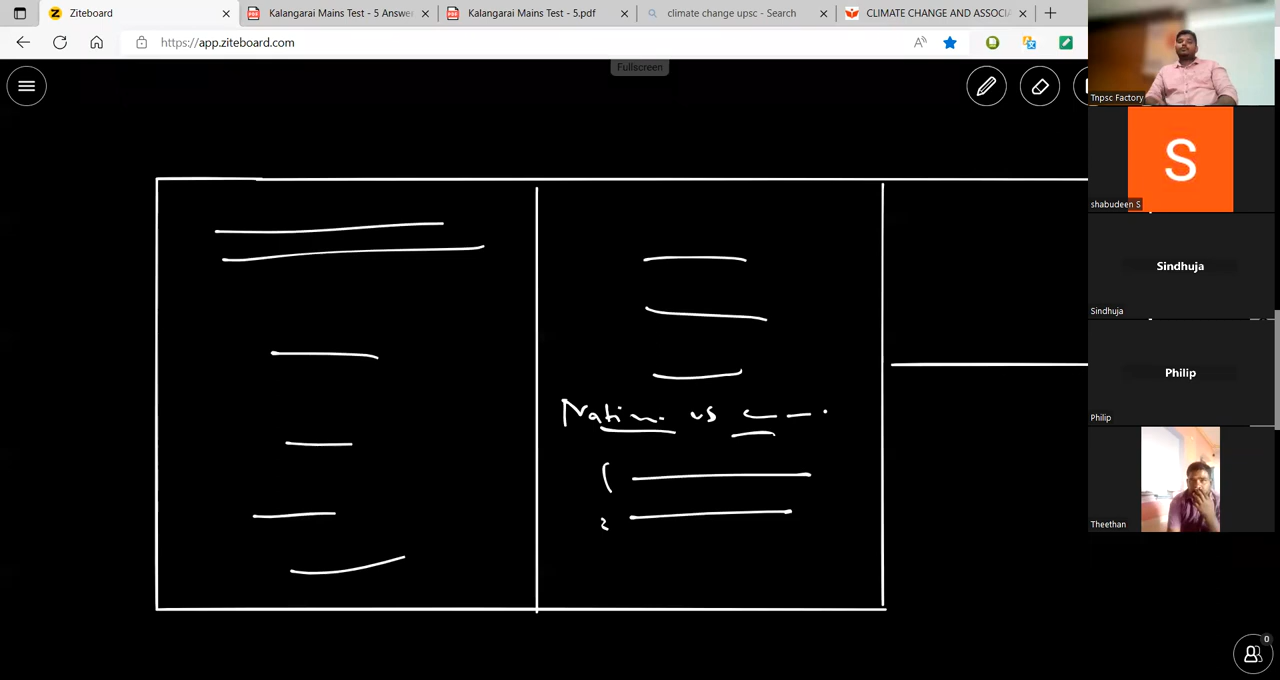 Ziteboard
Kalangarai Mains Test - 5 Answe
Kalangarai Mains Test - 5.pdf
climate change upsc - Search
CLIMATE CHANGE AND ASSOCIA
https://app.ziteboard.com
Fullscreen
Tnpsc Factory
S
shabudeen S
Sindhuja
Sindhuja
Philip
Philip
Theethan
Nation vs
1
2
0